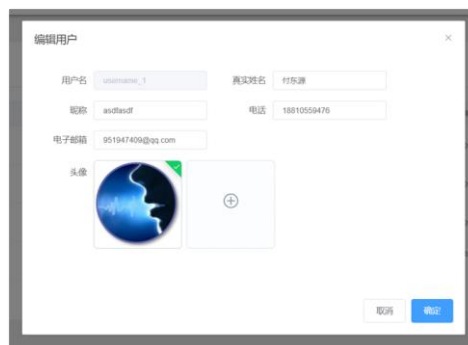 编辑用户
用户名 username_1 真实姓名 付东源
昵称 asdfasdf 电话 18810559476
电子邮箱 951947409@qq.com
头像
取消 确定